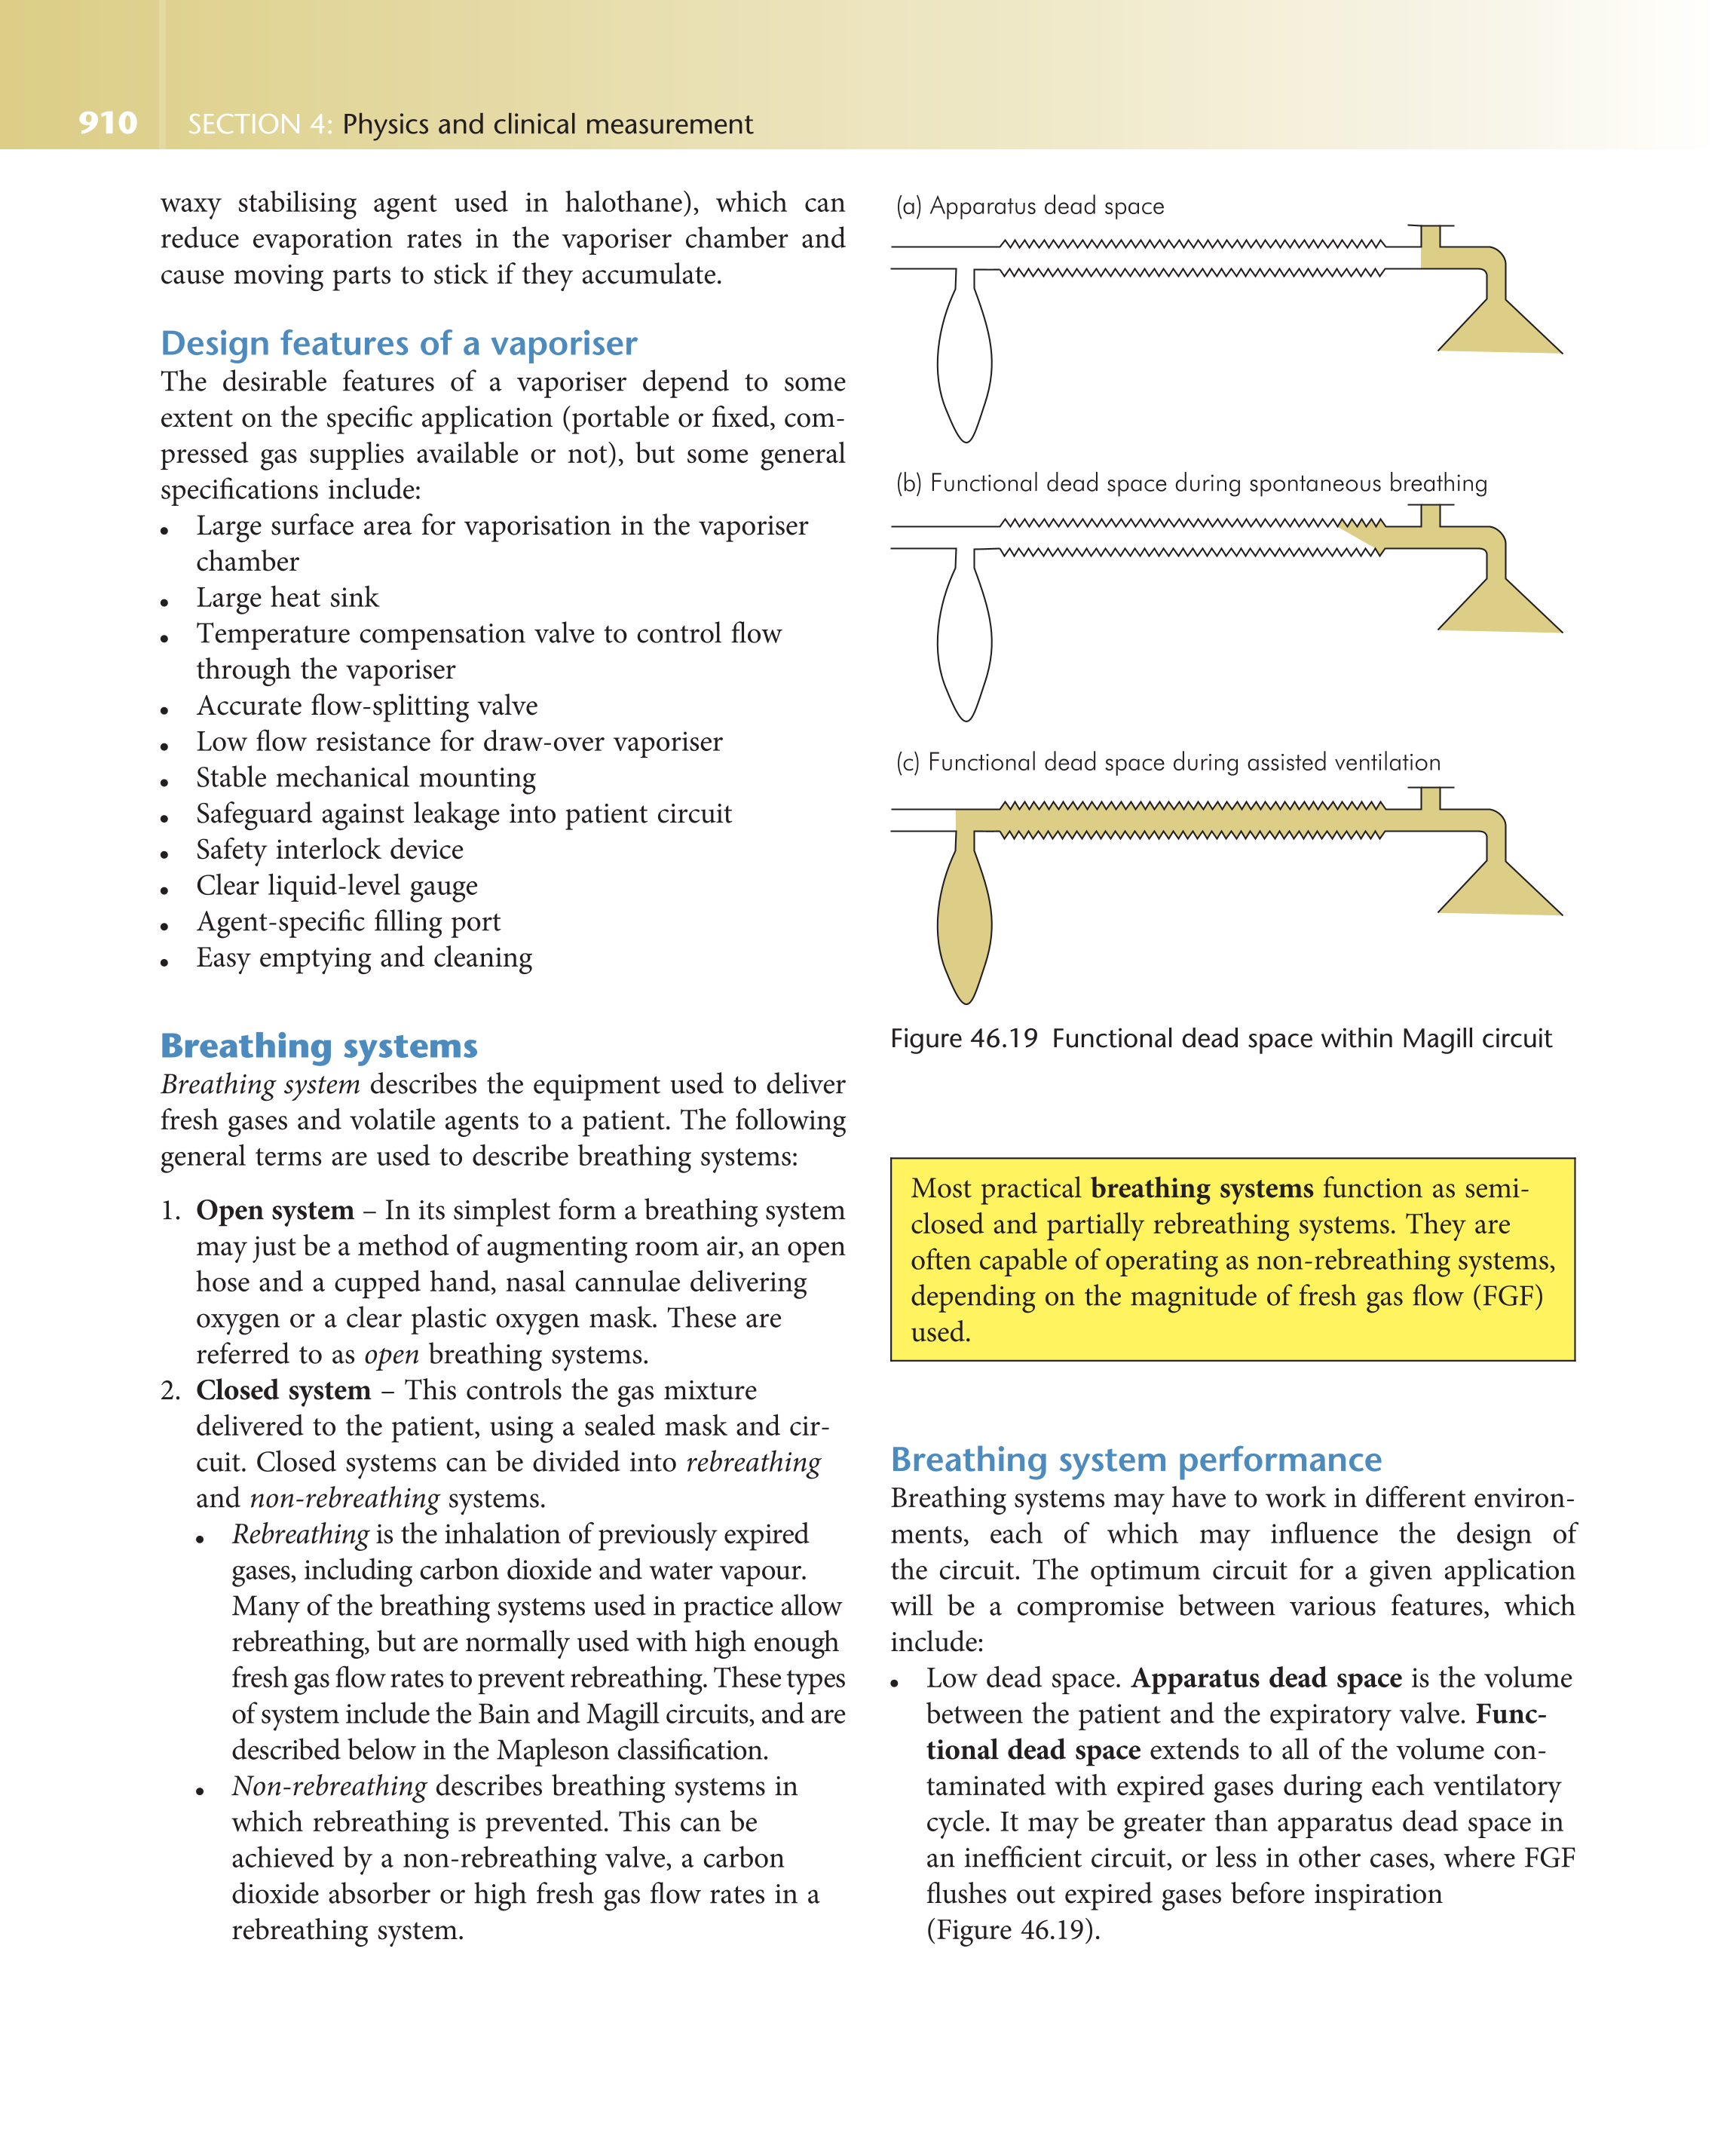 910 SECTION 4: Physics and clinical measurement
waxy stabilising agent used in halothane), which can
reduce evaporation rates in the vaporiser chamber and
cause moving parts to stick if they accumulate.
Design features of a vaporiser
The desirable features of a vaporiser depend to some
extent on the specific application (portable or fixed, com-
pressed gas supplies available or not), but some general
specifications include:
• Large surface area for vaporisation in the vaporiser
chamber
• Large heat sink
• Temperature compensation valve to control flow
through the vaporiser
• Accurate flow-splitting valve
• Low flow resistance for draw-over vaporiser
• Stable mechanical mounting
• Safeguard against leakage into patient circuit
• Safety interlock device
• Clear liquid-level gauge
• Agent-specific filling port
• Easy emptying and cleaning
Breathing systems
Breathing system describes the equipment used to deliver
fresh gases and volatile agents to a patient. The following
general terms are used to describe breathing systems:
1. Open system – In its simplest form a breathing system
may just be a method of augmenting room air, an open
hose and a cupped hand, nasal cannulae delivering
oxygen or a clear plastic oxygen mask. These are
referred to as open breathing systems.
2. Closed system – This controls the gas mixture
delivered to the patient, using a sealed mask and cir-
cuit. Closed systems can be divided into rebreathing
and non-rebreathing systems.
• Rebreathing is the inhalation of previously expired
gases, including carbon dioxide and water vapour.
Many of the breathing systems used in practice allow
rebreathing, but are normally used with high enough
fresh gas flow rates to prevent rebreathing. These types
of system include the Bain and Magill circuits, and are
described below in the Mapleson classification.
• Non-rebreathing describes breathing systems in
which rebreathing is prevented. This can be
achieved by a non-rebreathing valve, a carbon
dioxide absorber or high fresh gas flow rates in a
rebreathing system.
(a) Apparatus dead space
(b) Functional dead space during spontaneous breathing
(c) Functional dead space during assisted ventilation
Figure 46.19 Functional dead space within Magill circuit
Most practical breathing systems function as semi-
closed and partially rebreathing systems. They are
often capable of operating as non-rebreathing systems,
depending on the magnitude of fresh gas flow (FGF)
used.
Breathing system performance
Breathing systems may have to work in different environ-
ments, each of which may influence the design of
the circuit. The optimum circuit for a given application
will be a compromise between various features, which
include:
• Low dead space. Apparatus dead space is the volume
between the patient and the expiratory valve. Func-
tional dead space extends to all of the volume con-
taminated with expired gases during each ventilatory
cycle. It may be greater than apparatus dead space in
an inefficient circuit, or less in other cases, where FGF
flushes out expired gases before inspiration
(Figure 46.19).